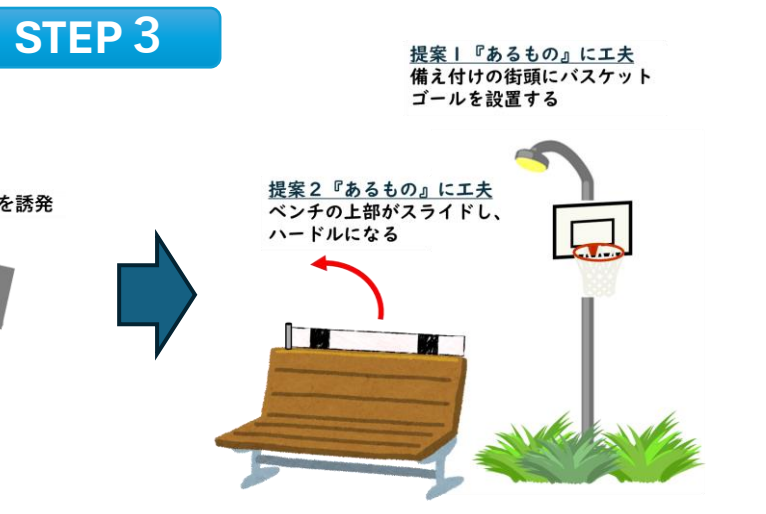 STEP 3
提案1『あるもの』に工夫
備え付けの街頭にバスケット
ゴールを設置する
を誘発
提案2『あるもの』に工夫
ベンチの上部がスライドし、
ハードルになる